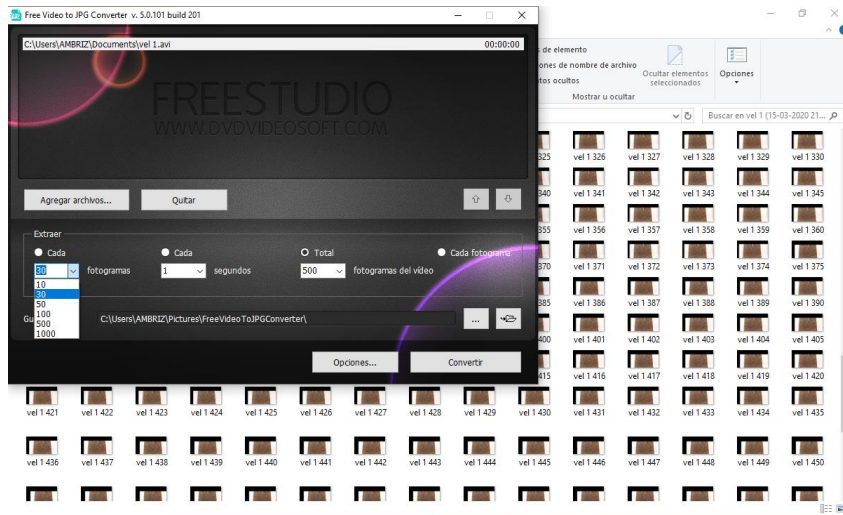 Free Video to JPG Converter v. 5.0.101 build 201
C:\Users\AMBRIZ\Documents\vel 1.avi 00:00:00
FREESTUDIO
WWW.DVDVIDEOSOFT.COM
Agregar archivos... Quitar
Extraer
Cada Cada Total Cada fotograma
30 fotogramas 1 segundos 500 fotogramas del vídeo
10
30
50
100
500
1000
Gu C:\Users\AMBRIZ\Pictures\FreeVideoToJPGConverter\ ...
Opciones... Convertir
s de elemento
ones de nombre de archivo
tos ocultos
Ocultar elementos
seleccionados
Opciones
Mostrar u ocultar
Buscar en vel 1 (15-03-2020 21...
325 vel 1 326 vel 1 327 vel 1 328 vel 1 329 vel 1 330
340 vel 1 341 vel 1 342 vel 1 343 vel 1 344 vel 1 345
355 vel 1 356 vel 1 357 vel 1 358 vel 1 359 vel 1 360
370 vel 1 371 vel 1 372 vel 1 373 vel 1 374 vel 1 375
385 vel 1 386 vel 1 387 vel 1 388 vel 1 389 vel 1 390
400 vel 1 401 vel 1 402 vel 1 403 vel 1 404 vel 1 405
415 vel 1 416 vel 1 417 vel 1 418 vel 1 419 vel 1 420
vel 1 421 vel 1 422 vel 1 423 vel 1 424 vel 1 425 vel 1 426 vel 1 427 vel 1 428 vel 1 429 vel 1 430 vel 1 431 vel 1 432 vel 1 433 vel 1 434 vel 1 435
vel 1 436 vel 1 437 vel 1 438 vel 1 439 vel 1 440 vel 1 441 vel 1 442 vel 1 443 vel 1 444 vel 1 445 vel 1 446 vel 1 447 vel 1 448 vel 1 449 vel 1 450